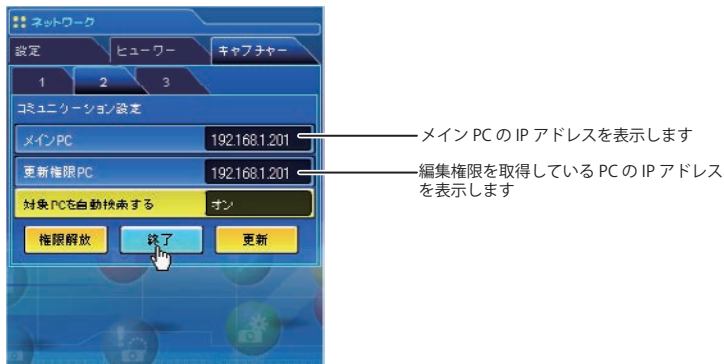 ネットワーク
設定 ビューワー キャプチャー
1 2 3
コミュニケーション設定
メインPC 192.168.1.201
メイン PC の IP アドレスを表示します
更新権限PC 192.168.1.201
編集権限を取得している PC の IP アドレス
を表示します
対象PCを自動検索する オン
権限解放 終了 更新